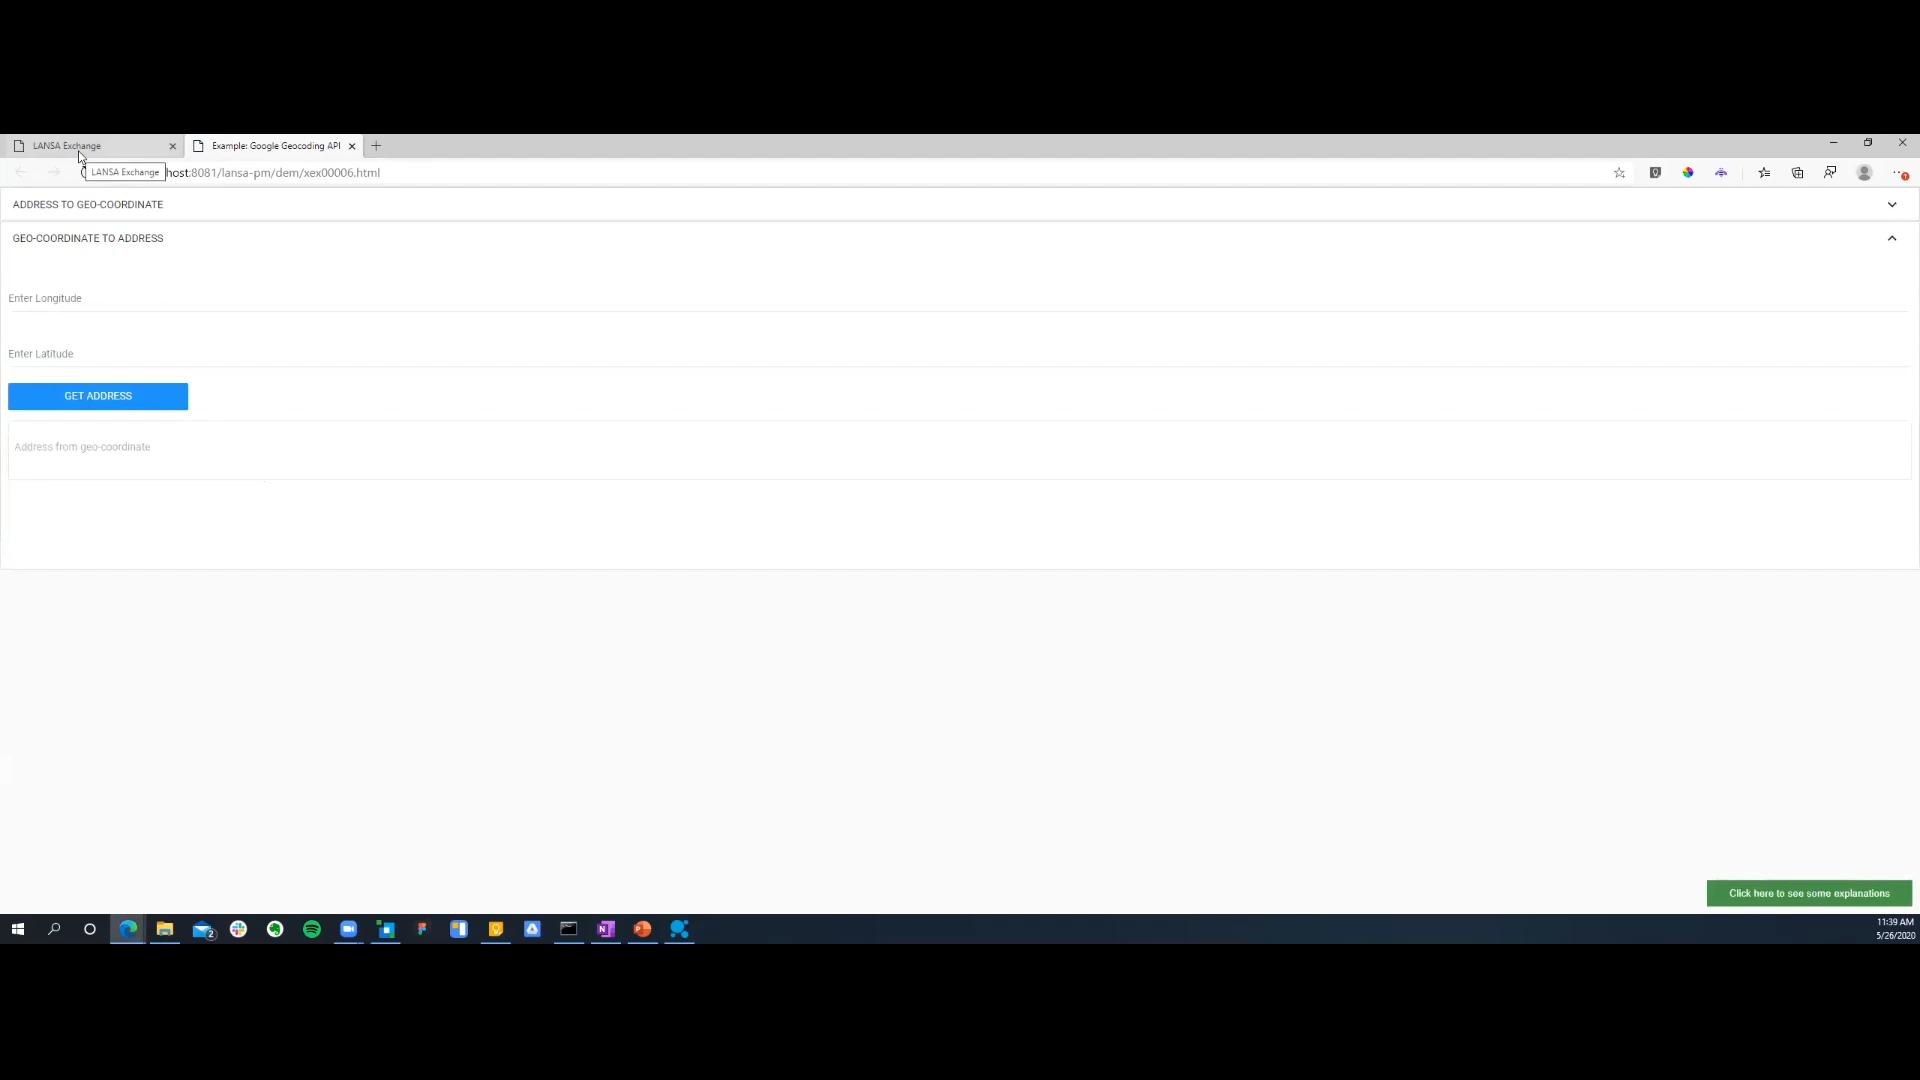 LANSA Exchange
Example: Google Geocoding API
LANSA Exchange
host:8081/lansa-pm/dem/xex00006.html
ADDRESS TO GEO-COORDINATE
GEO-COORDINATE TO ADDRESS
Enter Longitude
Enter Latitude
GET ADDRESS
Address from geo-coordinate
Click here to see some explanations
2
N
P
11:39 AM
5/26/2020